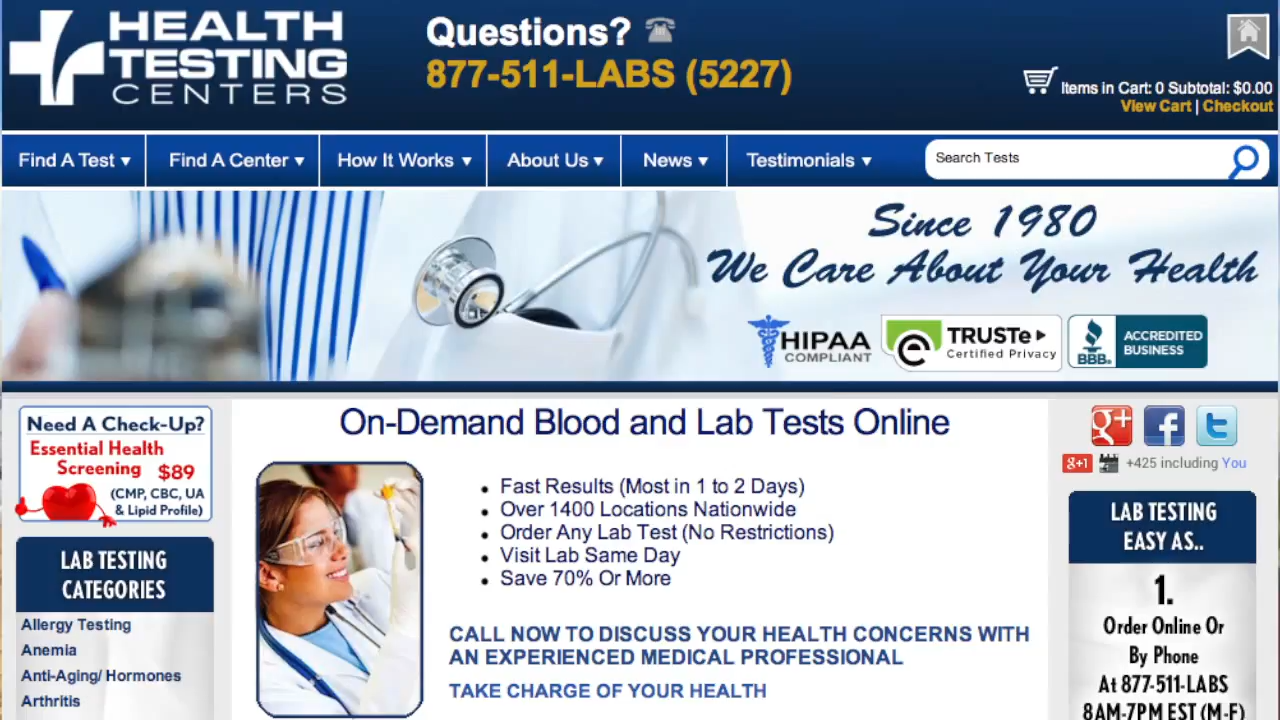 HEALTH
TESTING
CENTERS
Questions?
877-511-LABS (5227)
Items in Cart: 0 Subtotal: $0.00
View Cart | Checkout
Find A Test
Find A Center
How It Works
About Us
News
Testimonials
Search Tests
Since 1980
We Care About Your Health
HIPAA
COMPLIANT
TRUSTe
Certified Privacy
BBB.
ACCREDITED
BUSINESS
Need A Check-Up?
Essential Health
Screening $89
(CMP, CBC, UA
& Lipid Profile)
LAB TESTING
CATEGORIES
Allergy Testing
Anemia
Anti-Aging/ Hormones
Arthritis
On-Demand Blood and Lab Tests Online
• Fast Results (Most in 1 to 2 Days)
• Over 1400 Locations Nationwide
• Order Any Lab Test (No Restrictions)
• Visit Lab Same Day
• Save 70% Or More
CALL NOW TO DISCUSS YOUR HEALTH CONCERNS WITH
AN EXPERIENCED MEDICAL PROFESSIONAL
TAKE CHARGE OF YOUR HEALTH
g+
f
t
g+1
+425 including You
LAB TESTING
EASY AS..
1.
Order Online Or
By Phone
At 877-511-LABS
8AM-7PM EST (M-F)